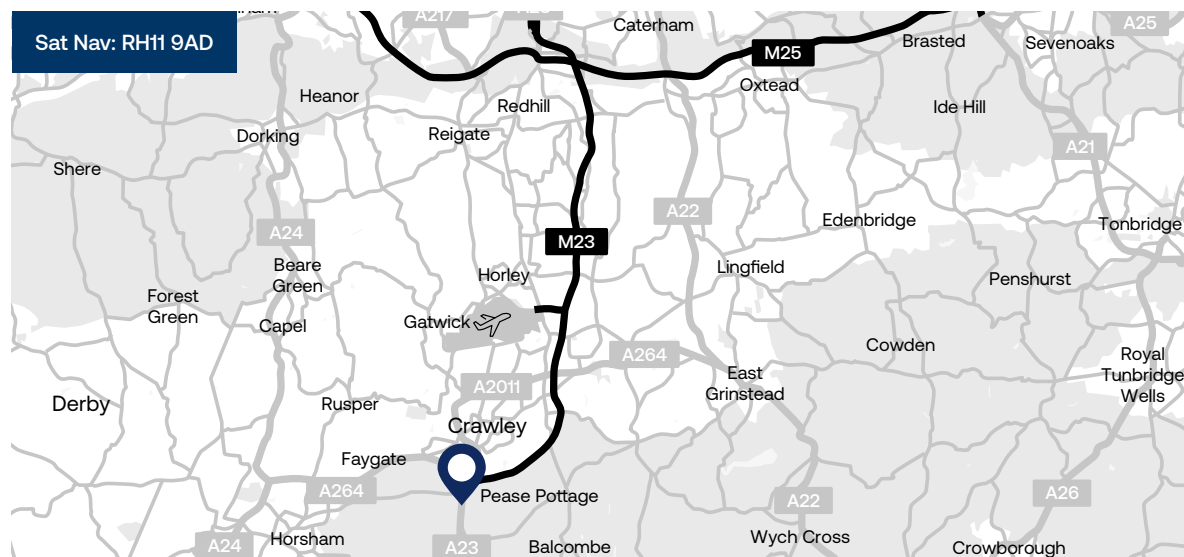 A217
Caterham
A25
Sat Nav: RH11 9AD
Brasted
Sevenoaks
M25
Oxtead
Heanor
Redhill
Ide Hill
Dorking
Reigate
A21
Shere
A22
Edenbridge
Tonbridge
A24
M23
Beare
Green
Horley
Lingfield
Penshurst
Forest
Green
Capel
Gatwick
Cowden
A264
Royal
Tunbridge
Wells
East
Grinstead
A2011
Derby
Rusper
Crawley
Faygate
A264
Pease Pottage
A22
A26
Horsham
A24
A23
Balcombe
Wych Cross
Crowborough